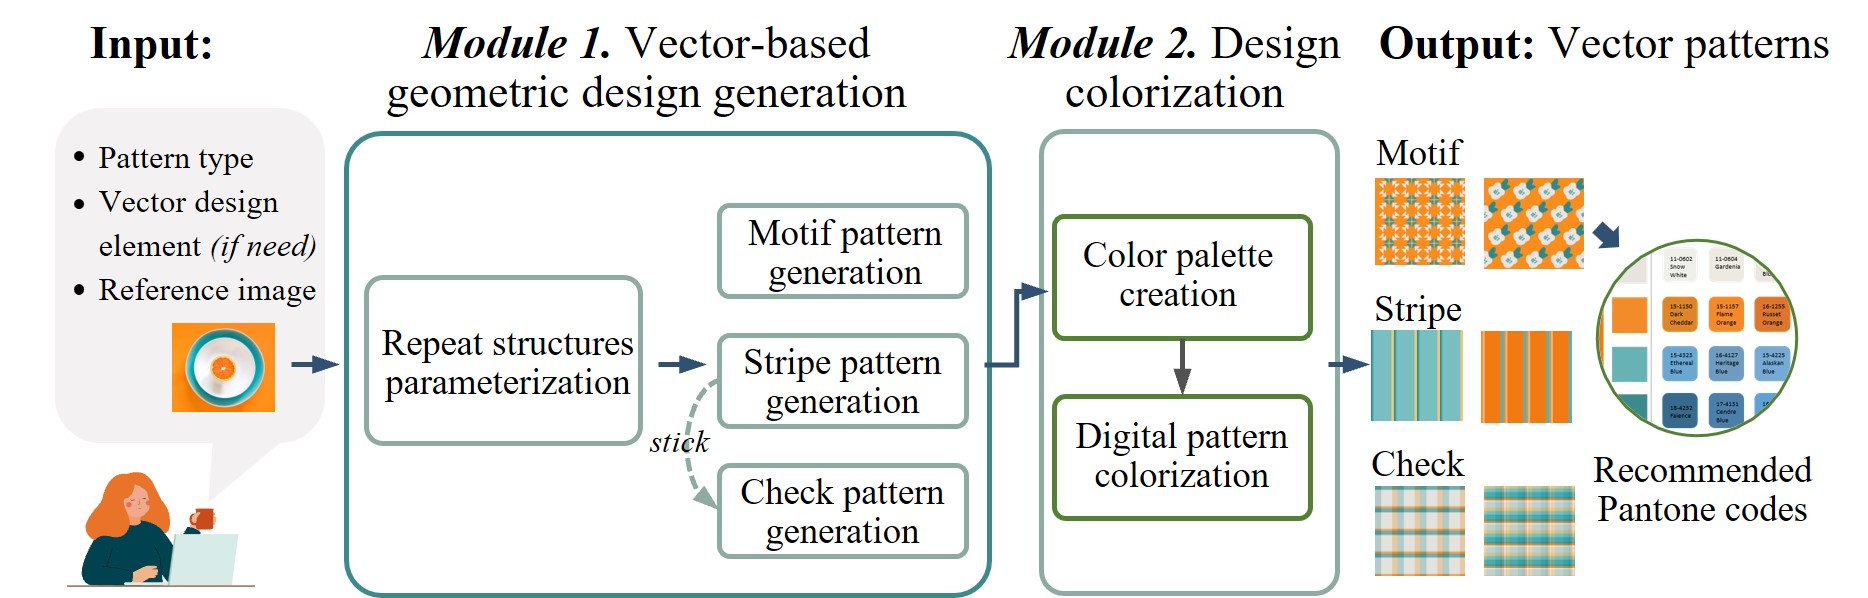 Input:
Module 1. Vector-based
geometric design generation
Module 2. Design
colorization
Output: Vector patterns
• Pattern type
• Vector design
element (if need)
• Reference image
Repeat structures
parameterization
Motif pattern
generation
Stripe pattern
generation
stick
Check pattern
generation
Color palette
creation
Digital pattern
colorization
Motif
Stripe
Check
11-0602
Snow
White
11-0604
Gardenia
15-1150
Dark
Cheddar
15-1157
Flame
Orange
16-1255
Russet
Orange
15-4323
Ethereal
Blue
16-4127
Heritage
Blue
15-4225
Alaskan
Blue
18-4232
Faience
17-4131
Cendre
Blue
Recommended
Pantone codes